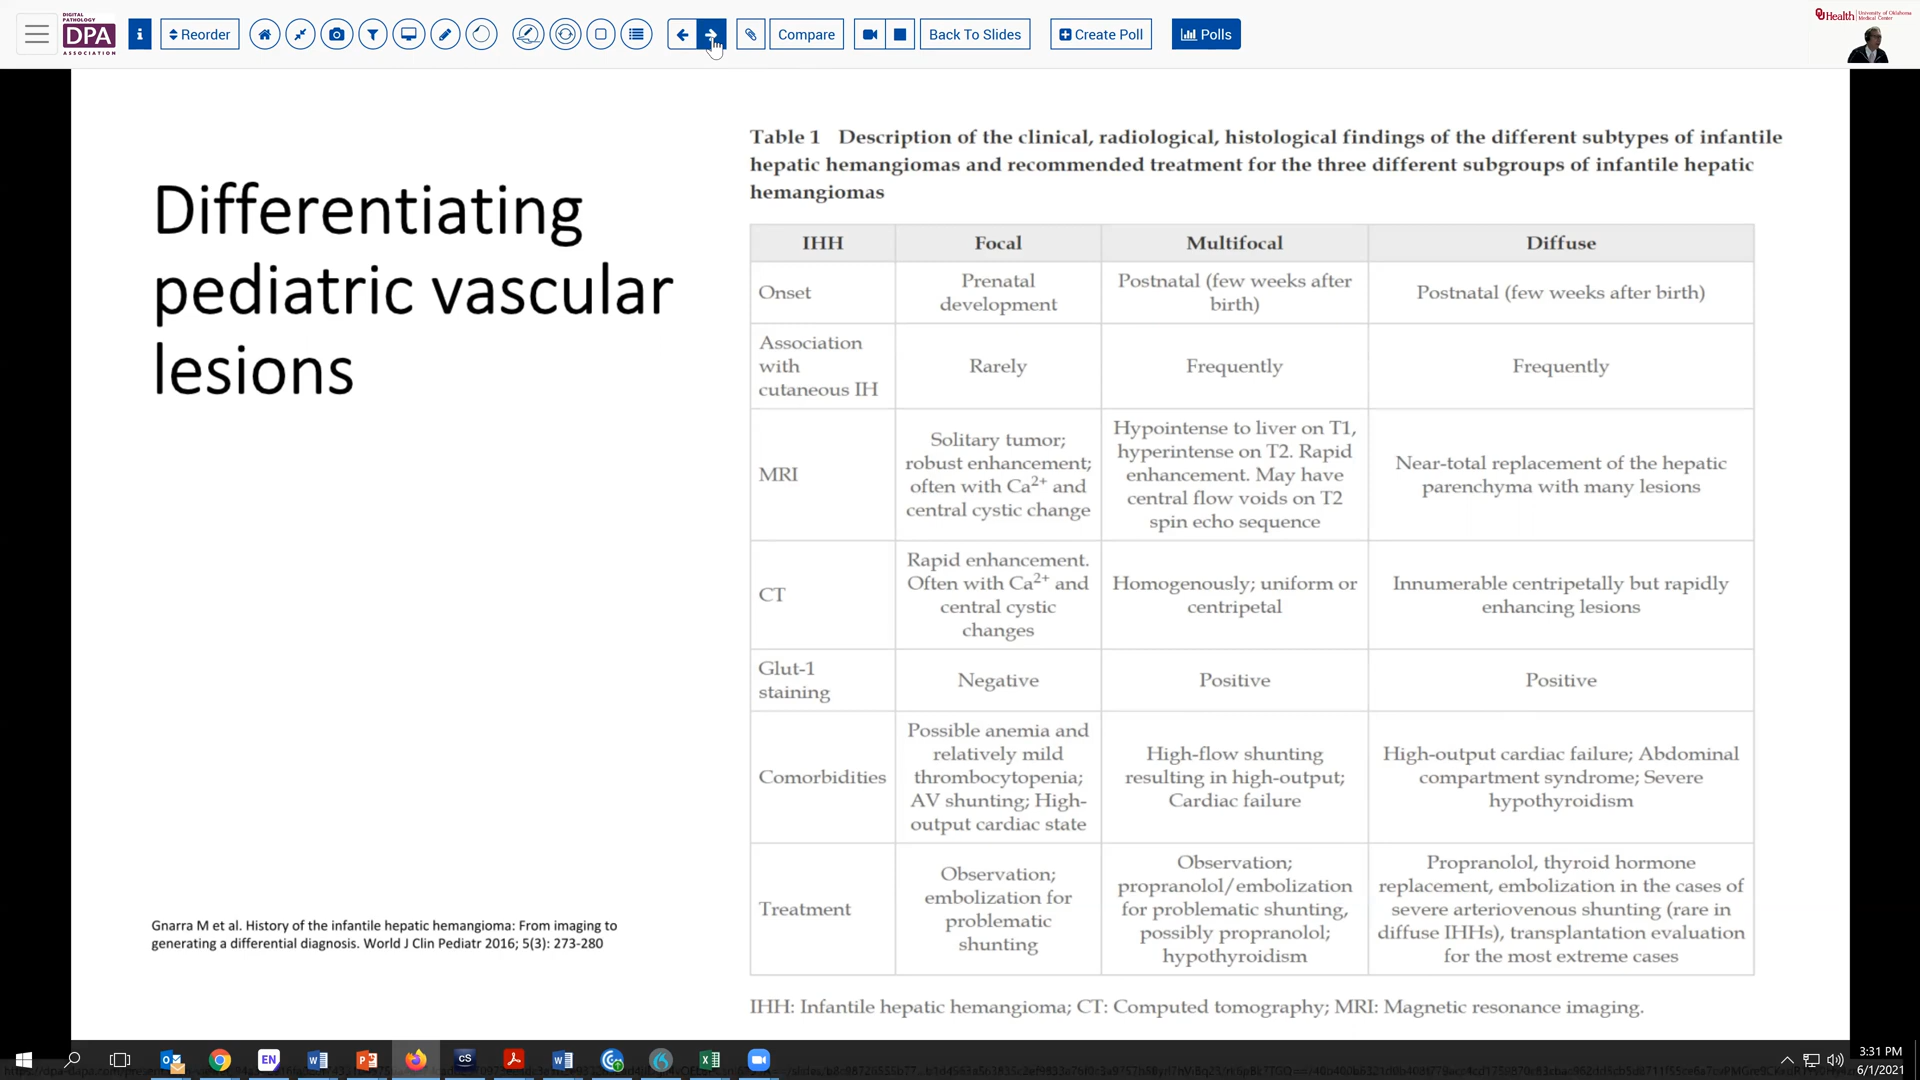 DIGITAL PATHOLOGY
DPA
ASSOCIATION
Reorder
Compare
Back To Slides
Create Poll
Polls
OUHealth
University of Oklahoma
Medical Center
Differentiating
pediatric vascular
lesions
Gnarra M et al. History of the infantile hepatic hemangioma: From imaging to
generating a differential diagnosis. World J Clin Pediatr 2016; 5(3): 273-280
Table 1 Description of the clinical, radiological, histological findings of the different subtypes of infantile
hepatic hemangiomas and recommended treatment for the three different subgroups of infantile hepatic
hemangiomas
IHH Focal Multifocal Diffuse
Onset
Prenatal
development
Postnatal (few weeks after
birth)
Postnatal (few weeks after birth)
Association
with
cutaneous IH
Rarely
Frequently
Frequently
MRI
Solitary tumor;
robust enhancement;
often with Ca2+ and
central cystic change
Hypointense to liver on T1,
hyperintense on T2. Rapid
enhancement. May have
central flow voids on T2
spin echo sequence
Near-total replacement of the hepatic
parenchyma with many lesions
CT
Rapid enhancement.
Often with Ca2+ and
central cystic
changes
Homogenously; uniform or
centripetal
Innumerable centripetally but rapidly
enhancing lesions
Glut-1
staining
Negative
Positive
Positive
Comorbidities
Possible anemia and
relatively mild
thrombocytopenia;
AV shunting; High-
output cardiac state
High-flow shunting
resulting in high-output;
Cardiac failure
High-output cardiac failure; Abdominal
compartment syndrome; Severe
hypothyroidism
Treatment
Observation;
embolization for
problematic
shunting
Observation;
propranolol/embolization
for problematic shunting,
possibly propranolol;
hypothyroidism
Propranolol, thyroid hormone
replacement, embolization in the cases of
severe arteriovenous shunting (rare in
diffuse IHHs), transplantation evaluation
for the most extreme cases
IHH: Infantile hepatic hemangioma; CT: Computed tomography; MRI: Magnetic resonance imaging.
EN
cS
3:31 PM
6/1/2021